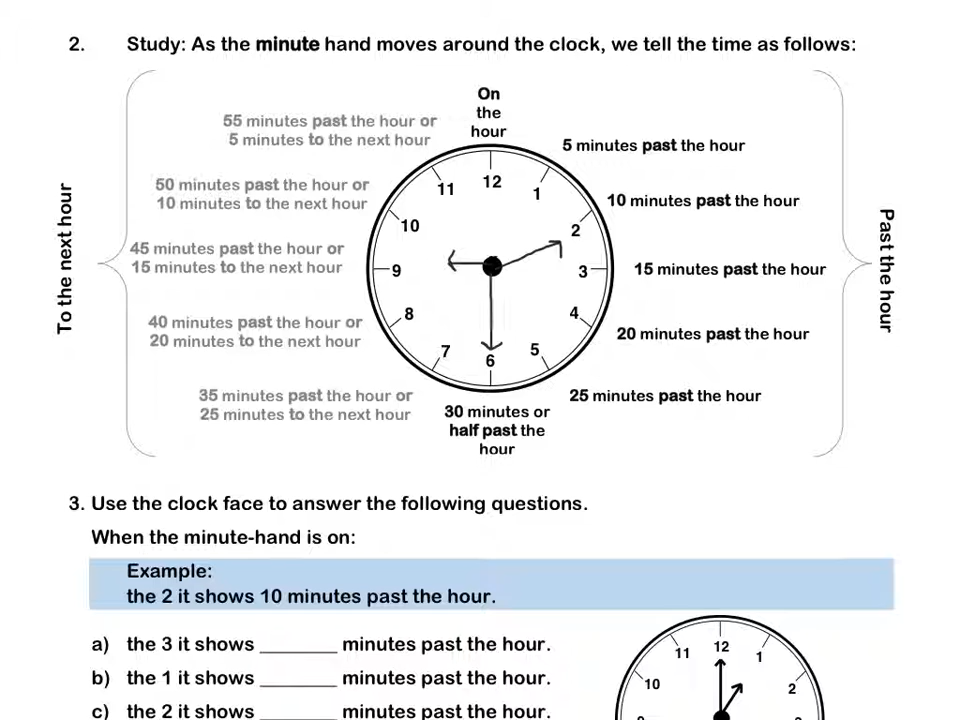 2. Study: As the minute hand moves around the clock, we tell the time as follows:
On
the
hour
55 minutes past the hour or
5 minutes to the next hour
5 minutes past the hour
50 minutes past the hour or
10 minutes to the next hour
10 minutes past the hour
45 minutes past the hour or
15 minutes to the next hour
15 minutes past the hour
40 minutes past the hour or
20 minutes to the next hour
20 minutes past the hour
35 minutes past the hour or
25 minutes to the next hour
25 minutes past the hour
30 minutes or
half past the
hour
To the next hour
Past the hour
12
1
2
3
4
5
6
7
8
9
10
11
3. Use the clock face to answer the following questions.
When the minute-hand is on:
Example:
the 2 it shows 10 minutes past the hour.
a) the 3 it shows ________ minutes past the hour.
b) the 1 it shows ________ minutes past the hour.
c) the 2 it shows ________ minutes past the hour.
10
11
12
1
2